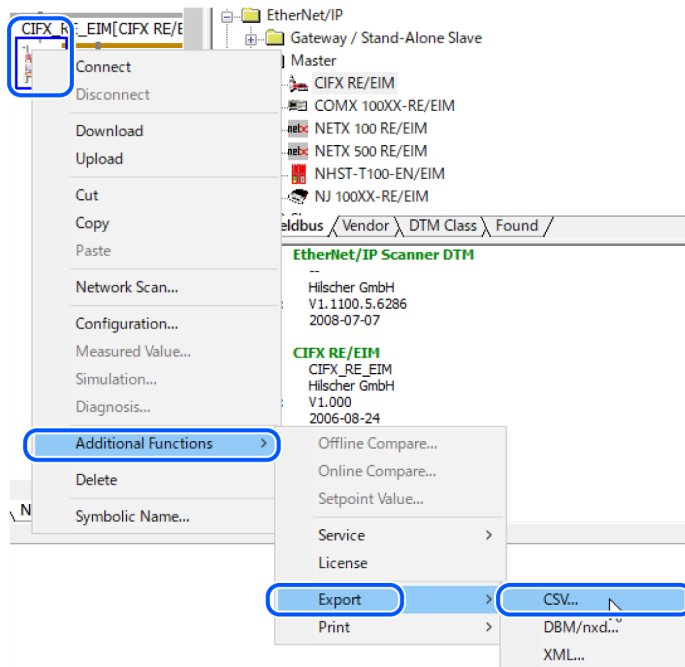 CIFX_RE_EIM[CIFX RE/E
EtherNet/IP
Gateway / Stand-Alone Slave
Master
CIFX RE/EIM
COMX 100XX-RE/EIM
NETX 100 RE/EIM
NETX 500 RE/EIM
NHST-T100-EN/EIM
NJ 100XX-RE/EIM
eldbus / Vendor \ DTM Class \ Found /
EtherNet/IP Scanner DTM
--
Hilscher GmbH
V1.1100.5.6286
2008-07-07
CIFX RE/EIM
CIFX_RE_EIM
Hilscher GmbH
V1.000
2006-08-24
Connect
Disconnect
Download
Upload
Cut
Copy
Paste
Network Scan...
Configuration...
Measured Value...
Simulation...
Diagnosis...
Additional Functions >
Delete
Symbolic Name...
N
Offline Compare...
Online Compare...
Setpoint Value...
Service >
License
Export >
Print >
CSV...
DBM/nxd...
XML...